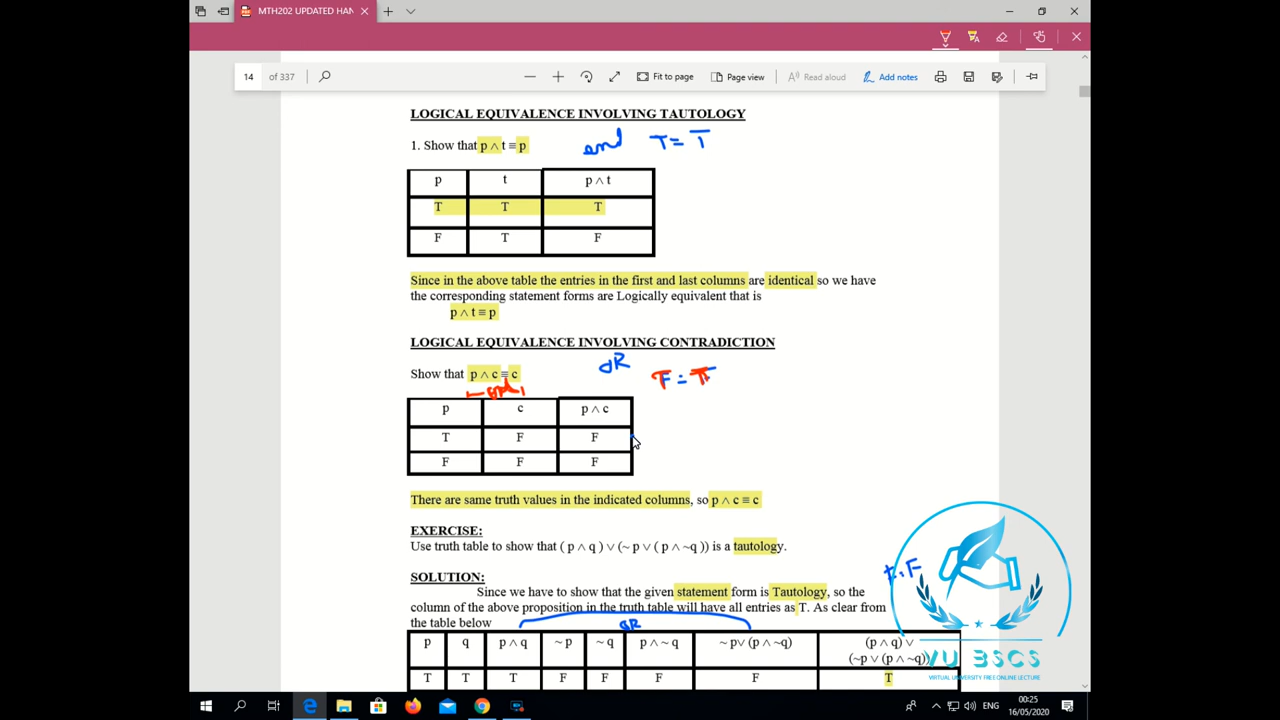 MTH202 UPDATED HAN
14 of 337
Fit to page
Page view
Read aloud
Add notes
LOGICAL EQUIVALENCE INVOLVING TAUTOLOGY
1. Show that p ∧ t ≡ p
and T = T
p t p ∧ t
T T T
F T F
Since in the above table the entries in the first and last columns are identical so we have
the corresponding statement forms are Logically equivalent that is
p ∧ t ≡ p
LOGICAL EQUIVALENCE INVOLVING CONTRADICTION
OR
Show that p ∧ c ≡ c
p c p ∧ c
T F F
F F F
There are same truth values in the indicated columns, so p ∧ c ≡ c
EXERCISE:
Use truth table to show that ( p ∧ q ) ∨ (~ p ∨ ( p ∧ ~q )) is a tautology.
SOLUTION:
Since we have to show that the given statement form is Tautology, so the
column of the above proposition in the truth table will have all entries as T. As clear from
the table below
OR
p q p ∧ q ~ p ~ q p ∧ ~ q ~ p∨ (p ∧ ~q) (p ∧ q) ∨
(~p ∨ (p ∧ ~q))
T T T F F F F T
VU BSCS
VIRTUAL UNIVERSITY FREE ONLINE LECTURE
ENG
00:25
16/05/2020